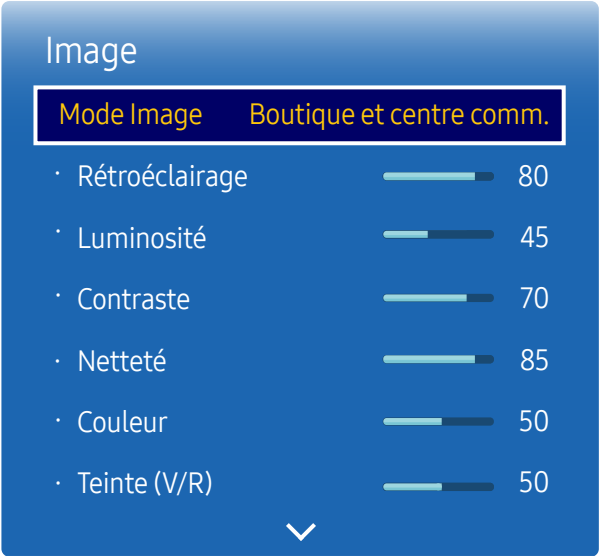 Image
Mode Image Boutique et centre comm.
· Rétroéclairage 80
· Luminosité 45
· Contraste 70
· Netteté 85
· Couleur 50
· Teinte (V/R) 50